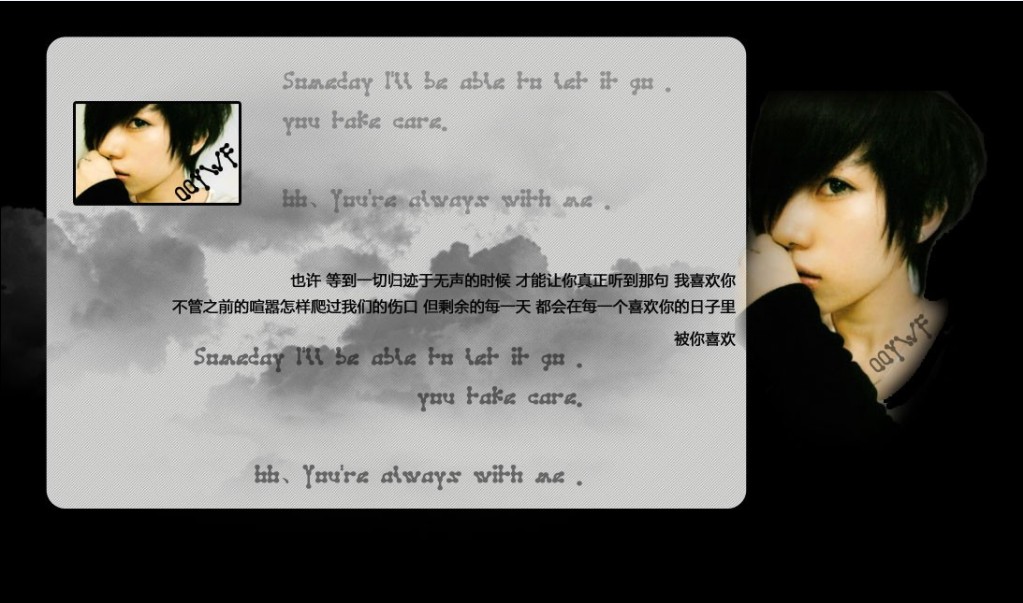 Someday I'll be able to let it go .
you take care.
bb、You're always with me .
QQYWF
也许 等到一切归迹于无声的时候 才能让你真正听到那句 我喜欢你
不管之前的喧嚣怎样爬过我们的伤口 但剩余的每一天 都会在每一个喜欢你的日子里
被你喜欢
Someday I'll be able to let it go .
you take care.
bb、You're always with me .
QQYWF